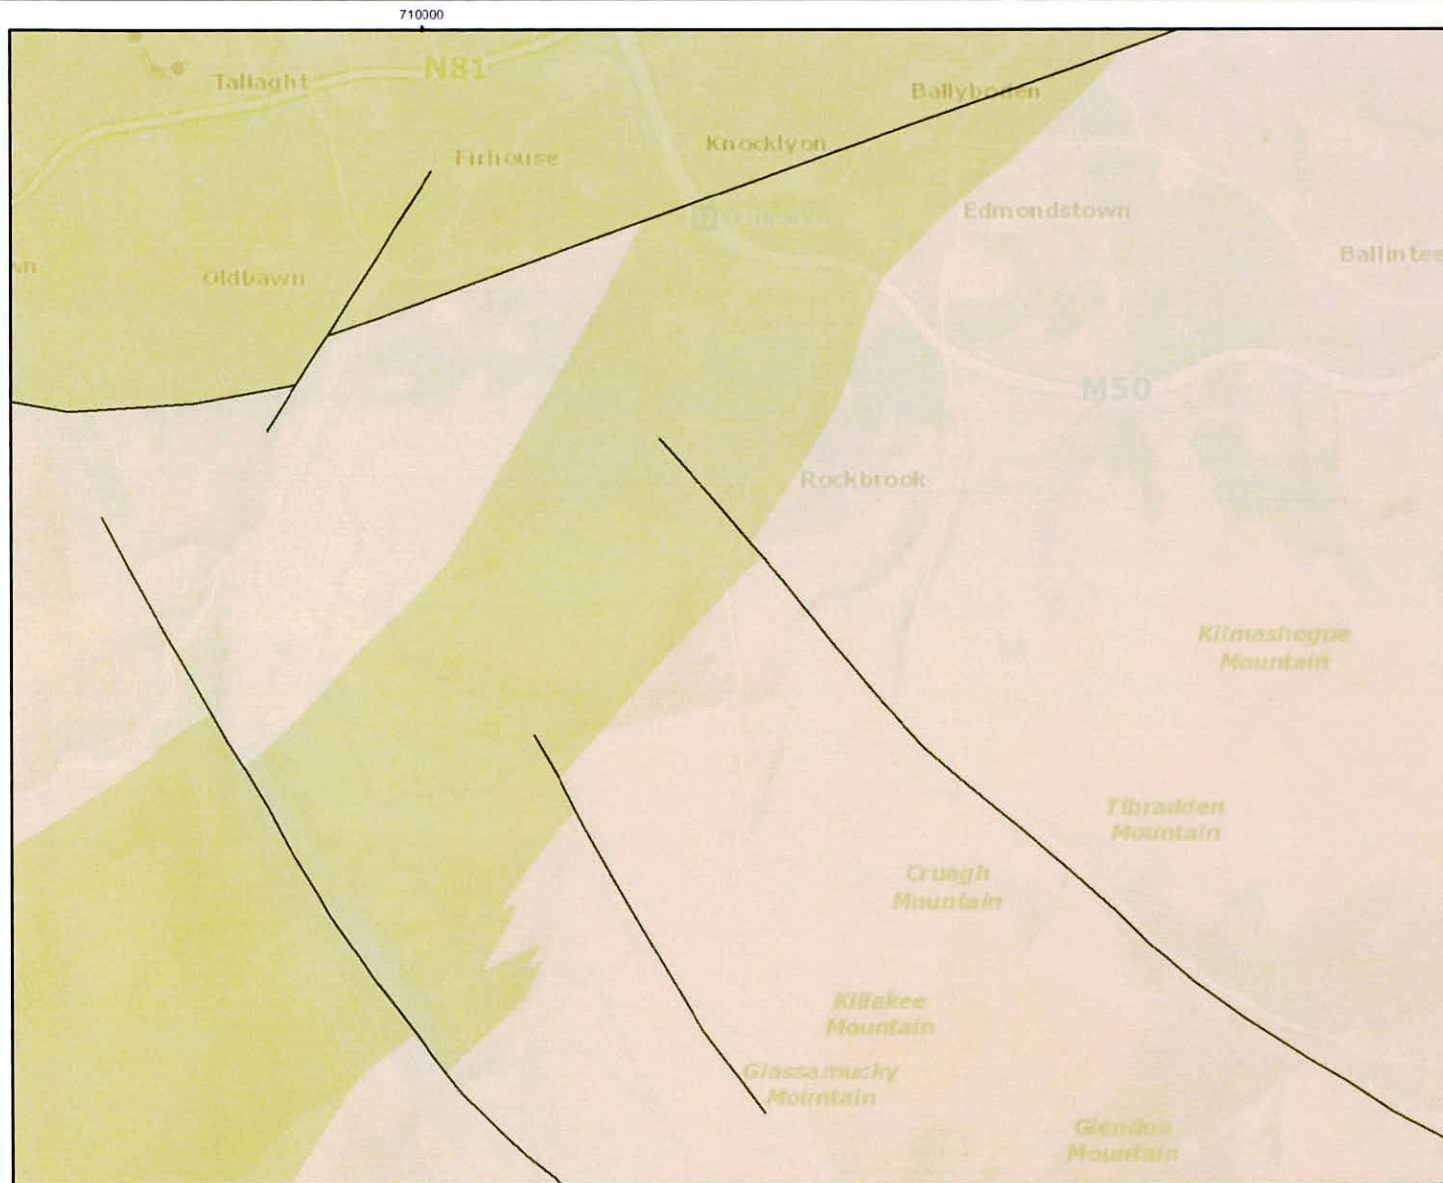 710000
N81
Tallaght
Ballyboden
Knocklyon
Firhouse
Edmondstown
Ballintee
wn
Oldbawn
M50
Rockbrook
Kilmashogue
Mountain
Tibradden
Mountain
Cruagh
Mountain
Killakee
Mountain
Glassamucky
Mountain
Glendoo
Mountain